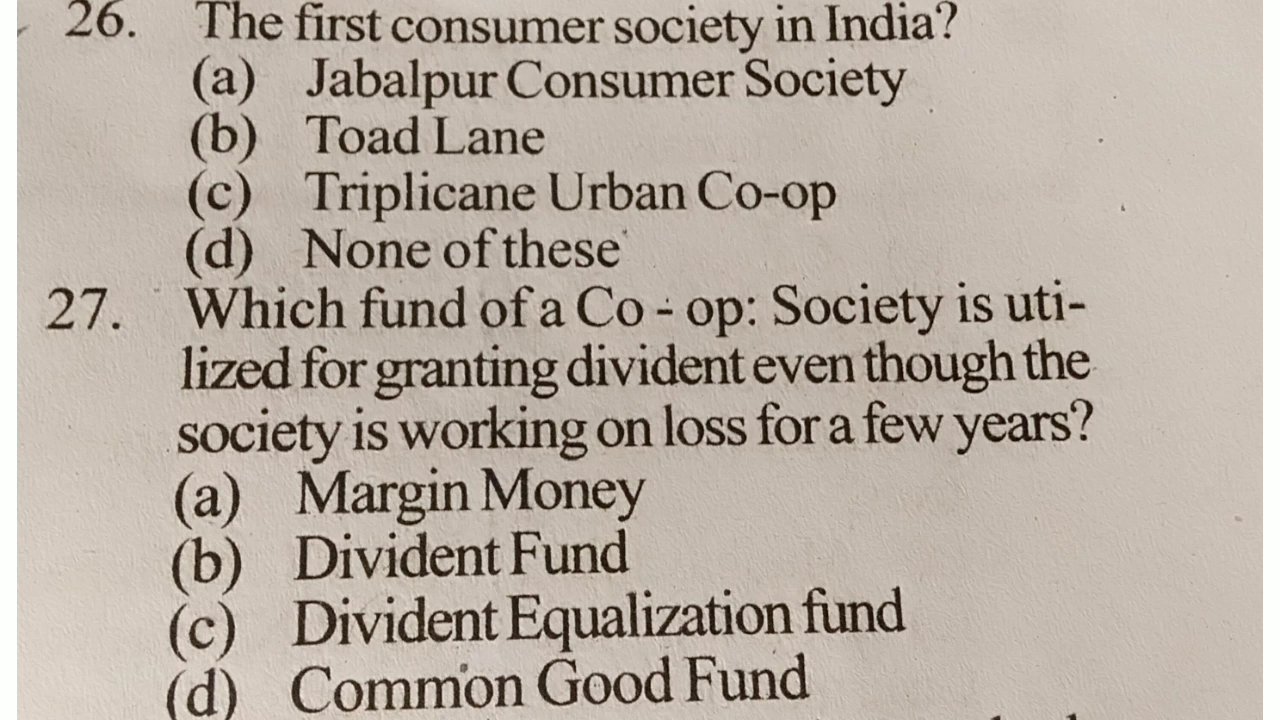 26. The first consumer society in India?
(a) Jabalpur Consumer Society
(b) Toad Lane
(c) Triplicane Urban Co-op
(d) None of these
27. Which fund of a Co - op: Society is uti-
lized for granting divident even though the
society is working on loss for a few years?
(a) Margin Money
(b) Divident Fund
(c) Divident Equalization fund
(d) Common Good Fund